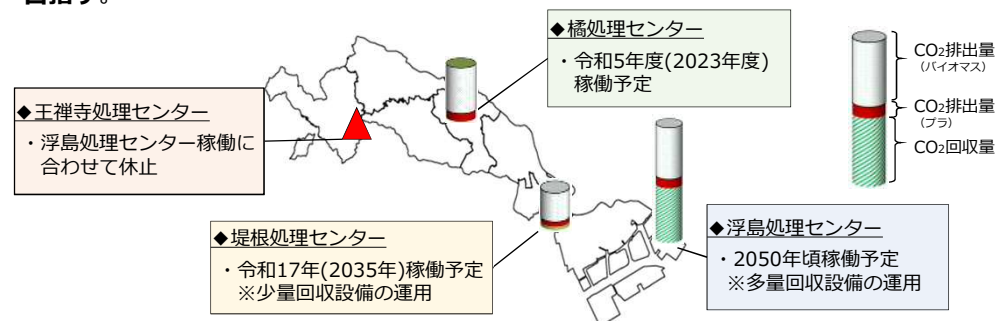 目指す。
◆橘処理センター
・令和5年度(2023年度)
稼働予定
CO₂排出量
(バイオマス)
CO₂排出量
(プラ)
CO₂回収量
◆王禅寺処理センター
・浮島処理センター稼働に
合わせて休止
◆堤根処理センター
・令和17年(2035年)稼働予定
※少量回収設備の運用
◆浮島処理センター
・2050年頃稼働予定
※多量回収設備の運用